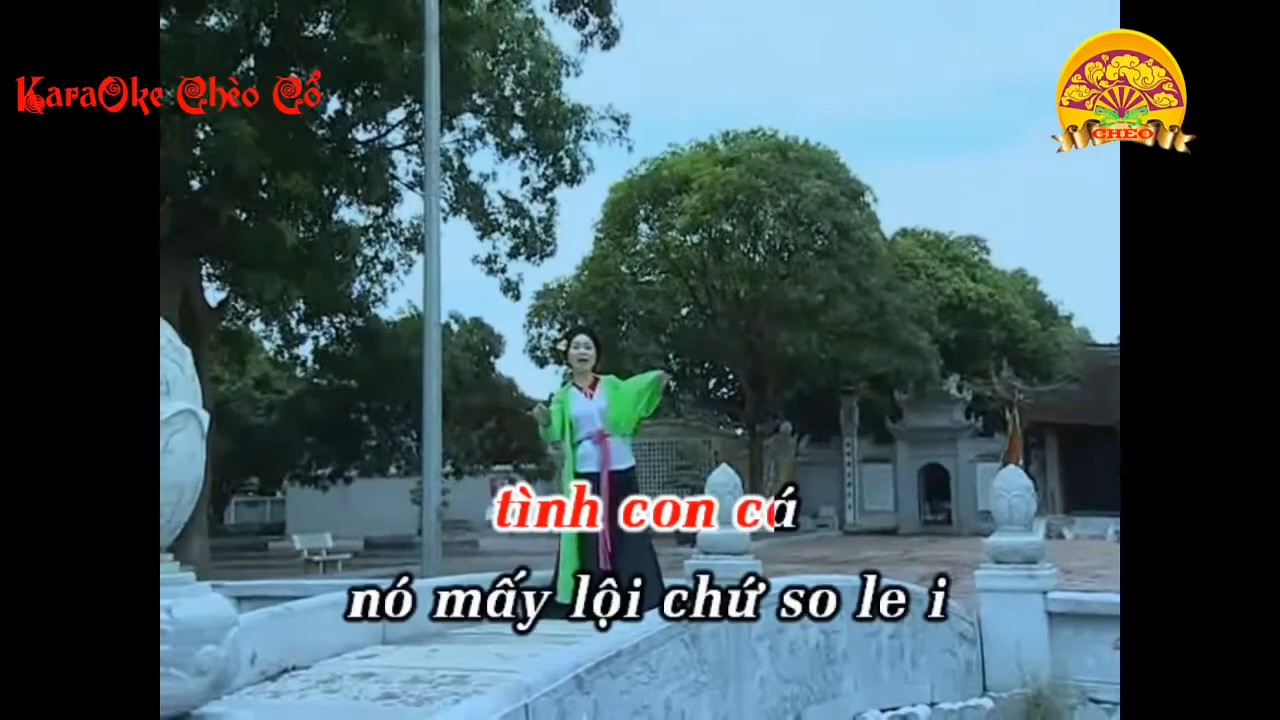 KaraOke Chèo Cổ
CHÈO
tình con cá
nó mấy lội chứ so le i